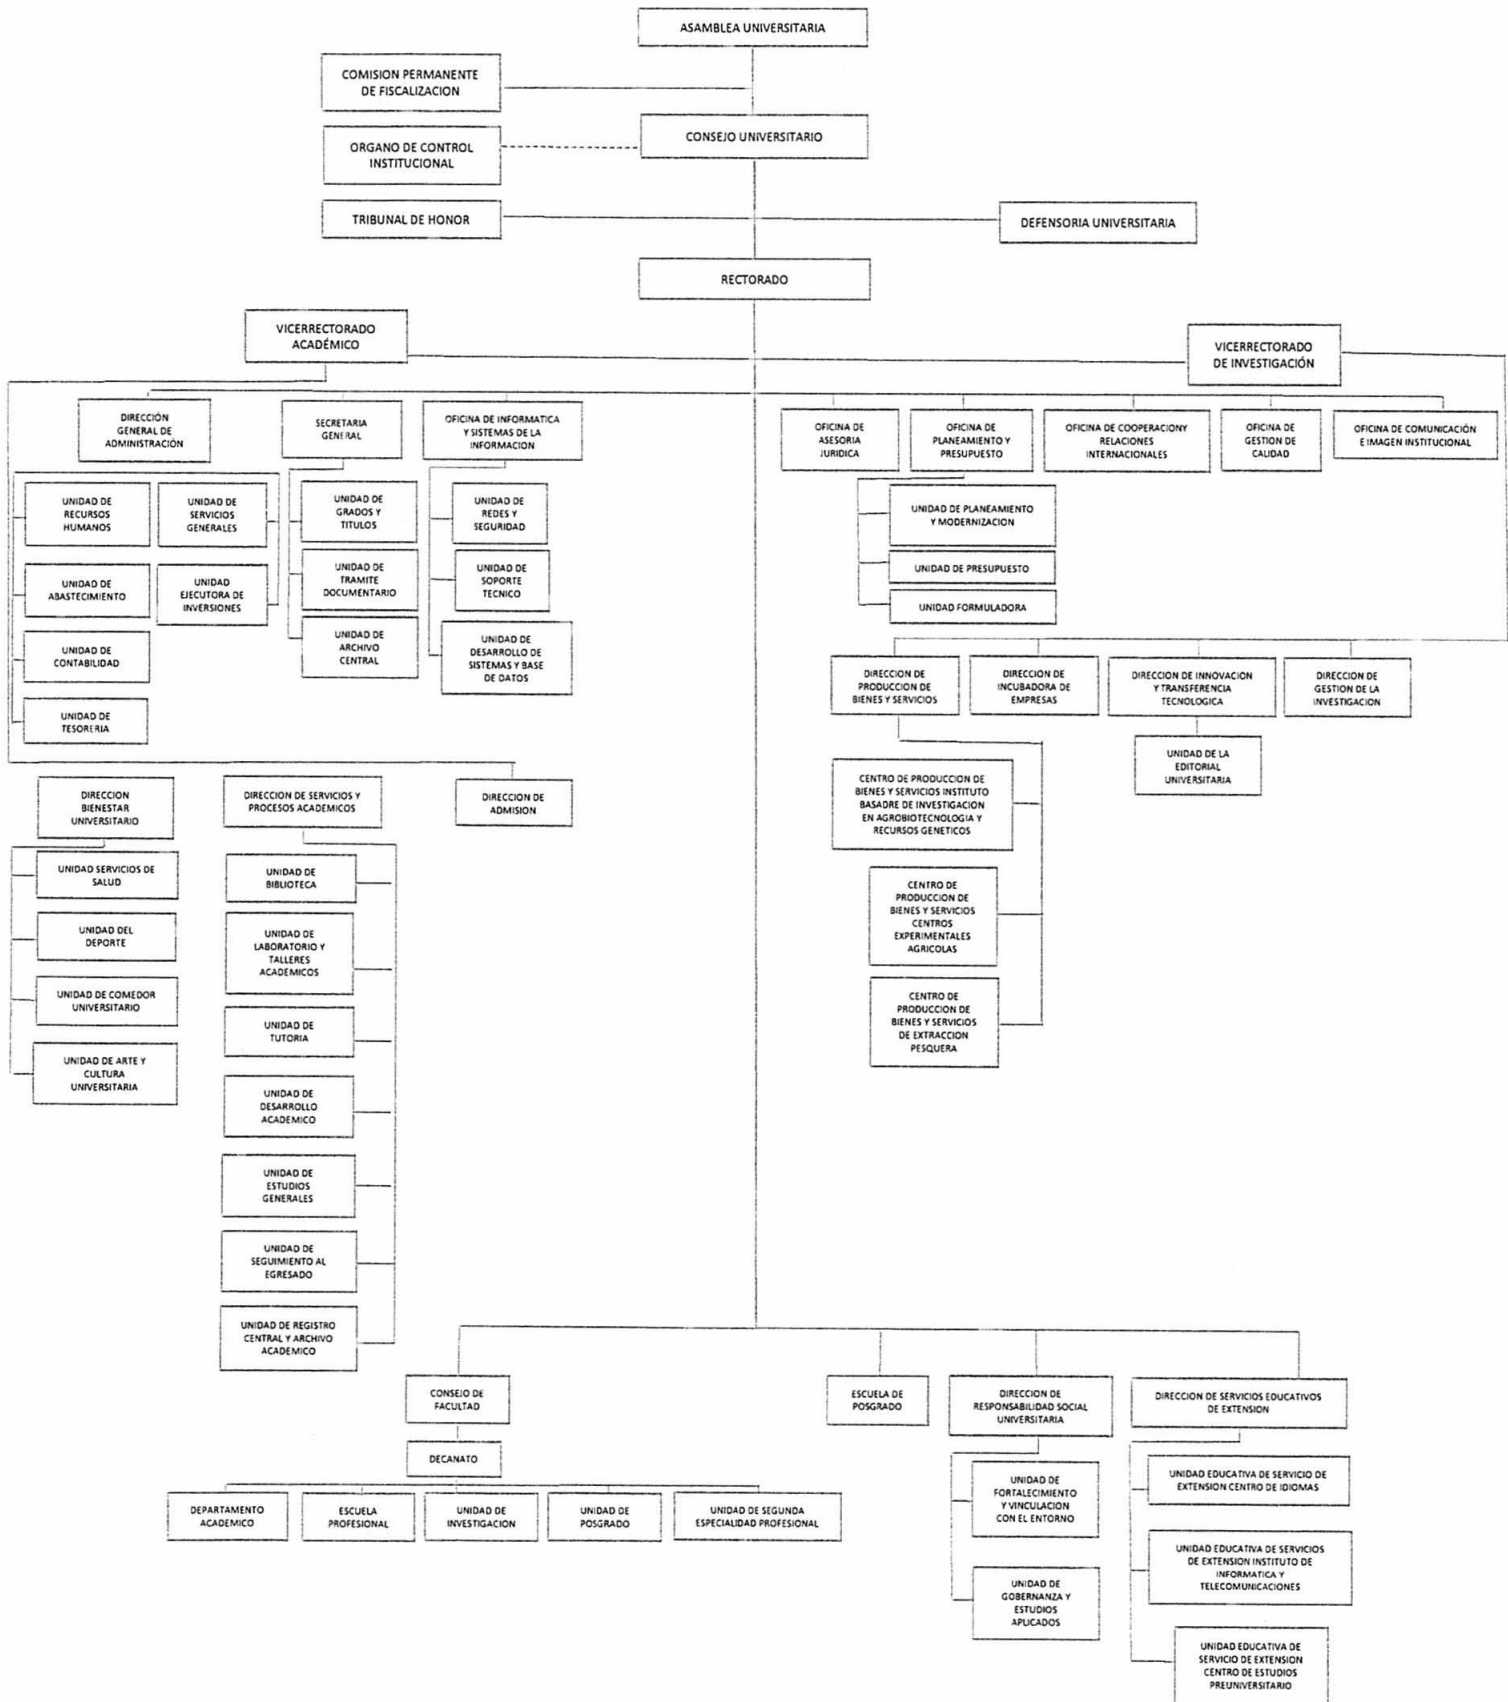 ASAMBLEA UNIVERSITARIA
COMISION PERMANENTE
DE FISCALIZACION
CONSEJO UNIVERSITARIO
ORGANO DE CONTROL
INSTITUCIONAL
TRIBUNAL DE HONOR
DEFENSORIA UNIVERSITARIA
RECTORADO
VICERRECTORADO
ACADÉMICO
VICERRECTORADO
DE INVESTIGACIÓN
DIRECCIÓN
GENERAL DE
ADMINISTRACIÓN
SECRETARIA
GENERAL
OFICINA DE INFORMATICA
Y SISTEMAS DE LA
INFORMACION
OFICINA DE
ASESORIA
JURIDICA
OFICINA DE
PLANEAMIENTO Y
PRESUPUESTO
OFICINA DE COOPERACIONY
RELACIONES
INTERNACIONALES
OFICINA DE
GESTION DE
CALIDAD
OFICINA DE COMUNICACIÓN
E IMAGEN INSTITUCIONAL
UNIDAD DE
RECURSOS
HUMANOS
UNIDAD DE
SERVICIOS
GENERALES
UNIDAD DE
GRADOS Y
TITULOS
UNIDAD DE
REDES Y
SEGURIDAD
UNIDAD DE PLANEAMIENTO
Y MODERNIZACION
UNIDAD DE
ABASTECIMIENTO
UNIDAD
EJECUTORA DE
INVERSIONES
UNIDAD DE
TRAMITE
DOCUMENTARIO
UNIDAD DE
SOPORTE
TECNICO
UNIDAD DE PRESUPUESTO
UNIDAD FORMULADORA
UNIDAD DE
CONTABILIDAD
UNIDAD DE
ARCHIVO
CENTRAL
UNIDAD DE
DESARROLLO DE
SISTEMAS Y BASE
DE DATOS
UNIDAD DE
TESORERIA
DIRECCION DE
PRODUCCION DE
BIENES Y SERVICIOS
DIRECCION DE
INCUBADORA DE
EMPRESAS
DIRECCION DE INNOVACION
Y TRANSFERENCIA
TECNOLOGICA
DIRECCION DE
GESTION DE LA
INVESTIGACION
UNIDAD DE LA
EDITORIAL
UNIVERSITARIA
DIRECCION
BIENESTAR
UNIVERSITARIO
DIRECCION DE SERVICIOS Y
PROCESOS ACADEMICOS
DIRECCION DE
ADMISION
CENTRO DE PRODUCCION DE
BIENES Y SERVICIOS INSTITUTO
BASADRE DE INVESTIGACION
EN AGROBIOTECNOLOGIA Y
RECURSOS GENETICOS
UNIDAD SERVICIOS DE
SALUD
UNIDAD DE
BIBLIOTECA
CENTRO DE
PRODUCCION DE
BIENES Y SERVICIOS
CENTROS
EXPERIMENTALES
AGRICOLAS
UNIDAD DEL
DEPORTE
UNIDAD DE
LABORATORIO Y
TALLERES
ACADEMICOS
UNIDAD DE COMEDOR
UNIVERSITARIO
UNIDAD DE
TUTORIA
CENTRO DE
PRODUCCION DE
BIENES Y SERVICIOS
DE EXTRACCION
PESQUERA
UNIDAD DE ARTE Y
CULTURA
UNIVERSITARIA
UNIDAD DE
DESARROLLO
ACADEMICO
UNIDAD DE
ESTUDIOS
GENERALES
UNIDAD DE
SEGUIMIENTO AL
EGRESADO
UNIDAD DE REGISTRO
CENTRAL Y ARCHIVO
ACADEMICO
CONSEJO DE
FACULTAD
ESCUELA DE
POSGRADO
DIRECCION DE
RESPONSABILIDAD SOCIAL
UNIVERSITARIA
DIRECCION DE SERVICIOS EDUCATIVOS
DE EXTENSION
DECANATO
DEPARTAMENTO
ACADEMICO
ESCUELA
PROFESIONAL
UNIDAD DE
INVESTIGACION
UNIDAD DE
POSGRADO
UNIDAD DE SEGUNDA
ESPECIALIDAD PROFESIONAL
UNIDAD DE
FORTALECIMIENTO
Y VINCULACION
CON EL ENTORNO
UNIDAD EDUCATIVA DE SERVICIO DE
EXTENSION CENTRO DE IDIOMAS
UNIDAD DE
GOBERNANZA Y
ESTUDIOS
APLICADOS
UNIDAD EDUCATIVA DE SERVICIOS
DE EXTENSION INSTITUTO DE
INFORMATICA Y
TELECOMUNICACIONES
UNIDAD EDUCATIVA DE
SERVICIO DE EXTENSION
CENTRO DE ESTUDIOS
PREUNIVERSITARIO